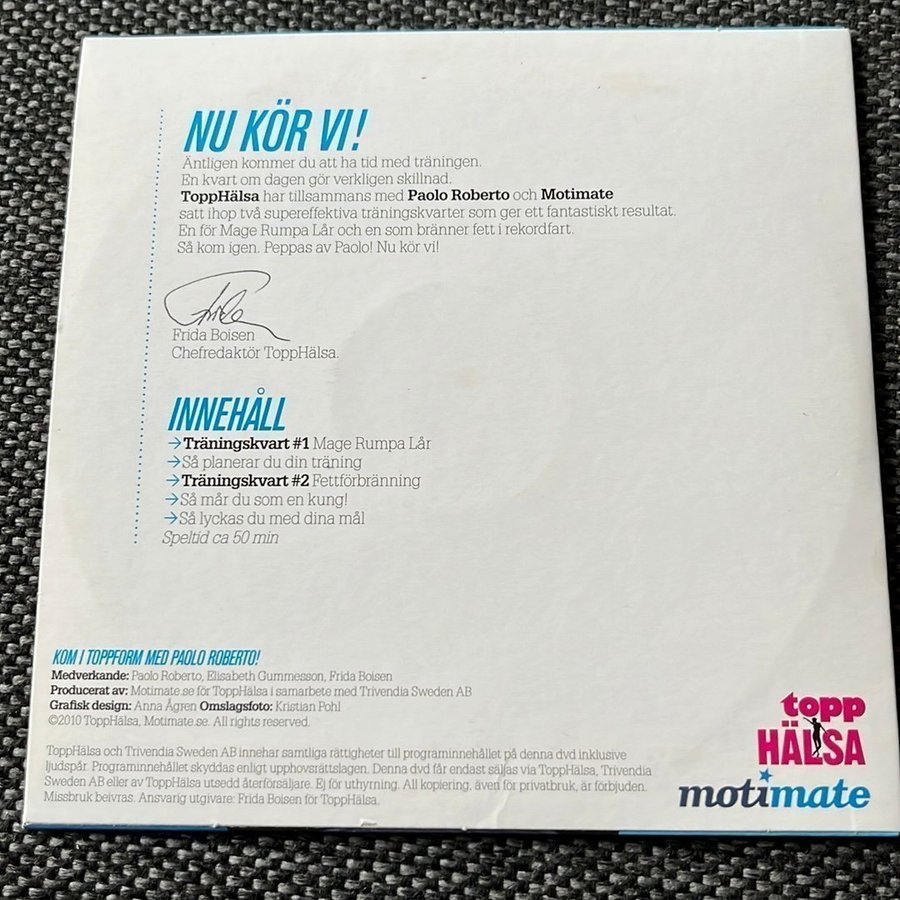 NU KÖR VI!
Äntligen kommer du att ha tid med träningen.
En kvart om dagen gör verkligen skillnad.
ToppHälsa har tillsammans med Paolo Roberto och Motimate
satt ihop två supereffektiva träningskvarter som ger ett fantastiskt resultat.
En för Mage Rumpa Lår och en som bränner fett i rekordfart.
Så kom igen. Peppas av Paolo! Nu kör vi!
Frida
Frida Boisen
Chefredaktör ToppHälsa.
INNEHÅLL
→Träningskvart #1 Mage Rumpa Lår
→Så planerar du din träning
→Träningskvart #2 Fettförbränning
→Så mår du som en kung!
→Så lyckas du med dina mål
Speltid ca 50 min
KOM I TOPPFORM MED PAOLO ROBERTO!
Medverkande: Paolo Roberto, Elisabeth Gummesson, Frida Boisen
Producerat av: Motimate.se för ToppHälsa i samarbete med Trivendia Sweden AB
Grafisk design: Anna Ågren Omslagsfoto: Kristian Pohl
©2010 ToppHälsa, Motimate.se. All rights reserved.
ToppHälsa och Trivendia Sweden AB innehar samtliga rättigheter till programinnehållet på denna dvd inklusive
ljudspår. Programinnehållet skyddas enligt upphovsrättslagen. Denna dvd får endast säljas via ToppHälsa, Trivendia
Sweden AB eller av ToppHälsa utsedd återförsäljare. Ej för uthyrning. All kopiering, även för privatbruk, är förbjuden.
Missbruk beivras. Ansvarig utgivare: Frida Boisen för ToppHälsa.
topp
HÄLSA
motimate